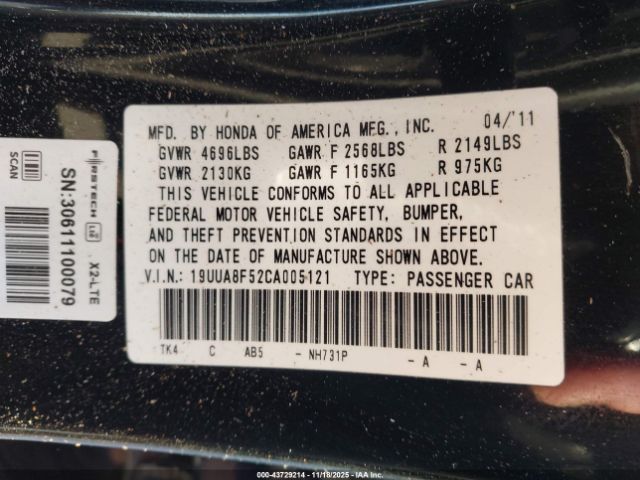 MFD. BY HONDA OF AMERICA MFG., INC. 04/'11
GVWR 4696LBS GAWR F 2568LBS R 2149LBS
GVWR 2130KG GAWR F 1165KG R 975KG
THIS VEHICLE CONFORMS TO ALL APPLICABLE
FEDERAL MOTOR VEHICLE SAFETY, BUMPER,
AND THEFT PREVENTION STANDARDS IN EFFECT
ON THE DATE OF MANUFACTURE SHOWN ABOVE.
V.I.N.: 19UUA8F52CA005121 TYPE: PASSENGER CAR
TK4 C AB5 - NH731P - A - A
SCAN
FIRSTECH
X2-LTE
SN:30611100079
000-43729214 - 11/18/2025 - IAAI.COM